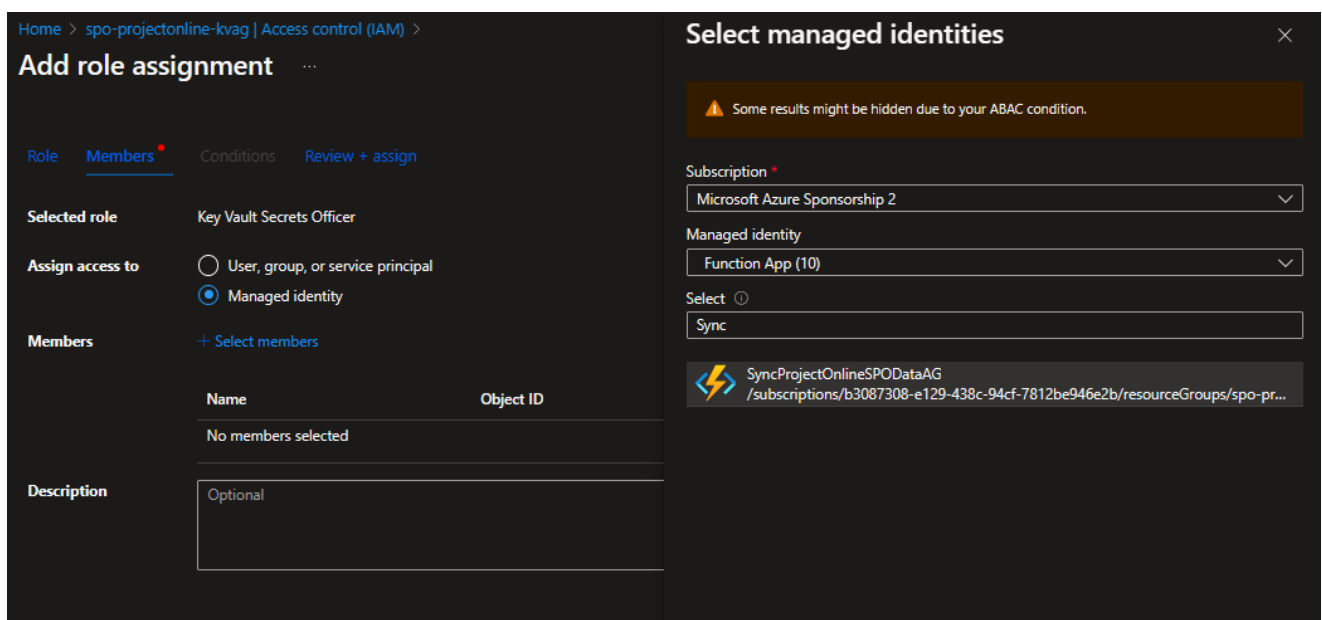 Home > spo-projectonline-kvag | Access control (IAM) >
Add role assignment ...
Role Members Conditions Review + assign
Selected role Key Vault Secrets Officer
Assign access to User, group, or service principal
Managed identity
Members + Select members
Name Object ID
No members selected
Description Optional
Select managed identities
Some results might be hidden due to your ABAC condition.
Subscription *
Microsoft Azure Sponsorship 2
Managed identity
Function App (10)
Select
Sync
SyncProjectOnlineSPODataAG
/subscriptions/b3087308-e129-438c-94cf-7812be946e2b/resourceGroups/spo-pr...